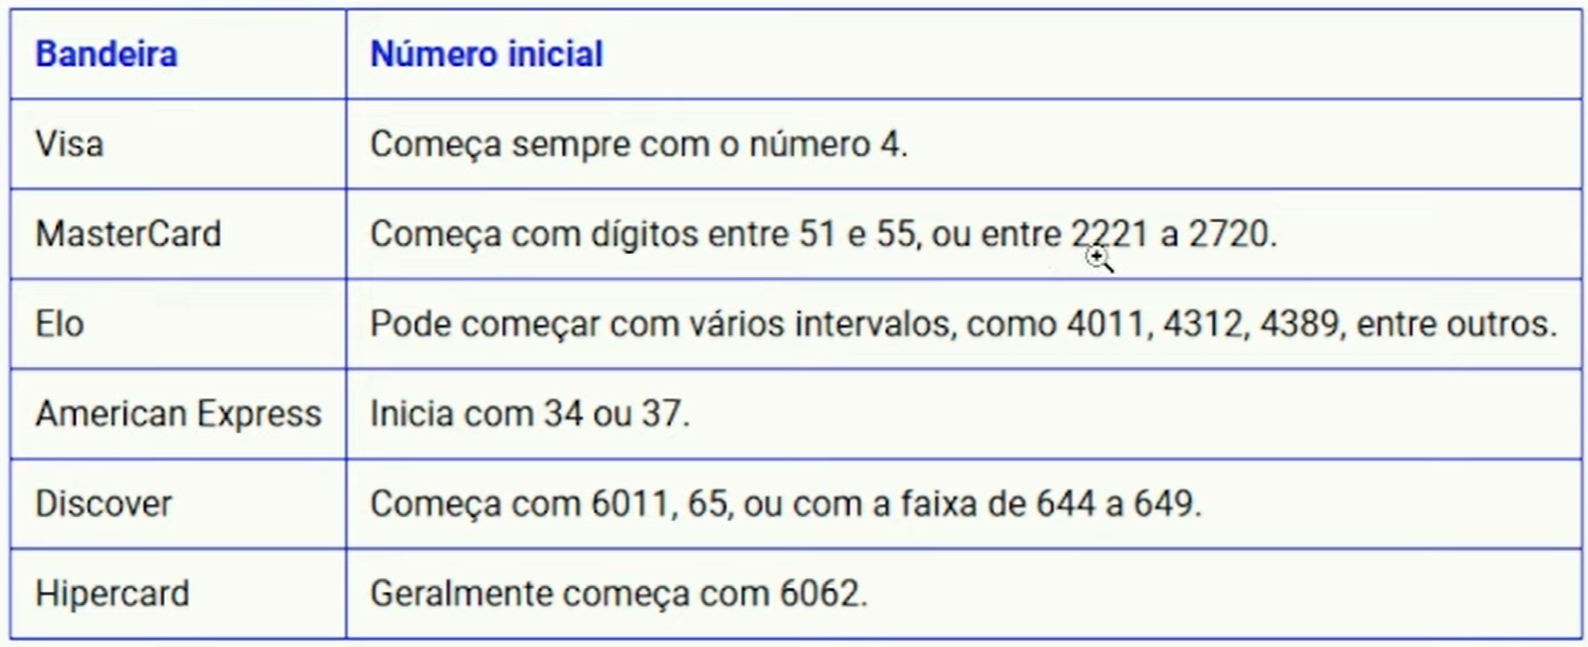 Bandeira Número inicial
Visa Começa sempre com o número 4.
MasterCard Começa com dígitos entre 51 e 55, ou entre 2221 a 2720.
Elo Pode começar com vários intervalos, como 4011, 4312, 4389, entre outros.
American Express Inicia com 34 ou 37.
Discover Começa com 6011, 65, ou com a faixa de 644 a 649.
Hipercard Geralmente começa com 6062.